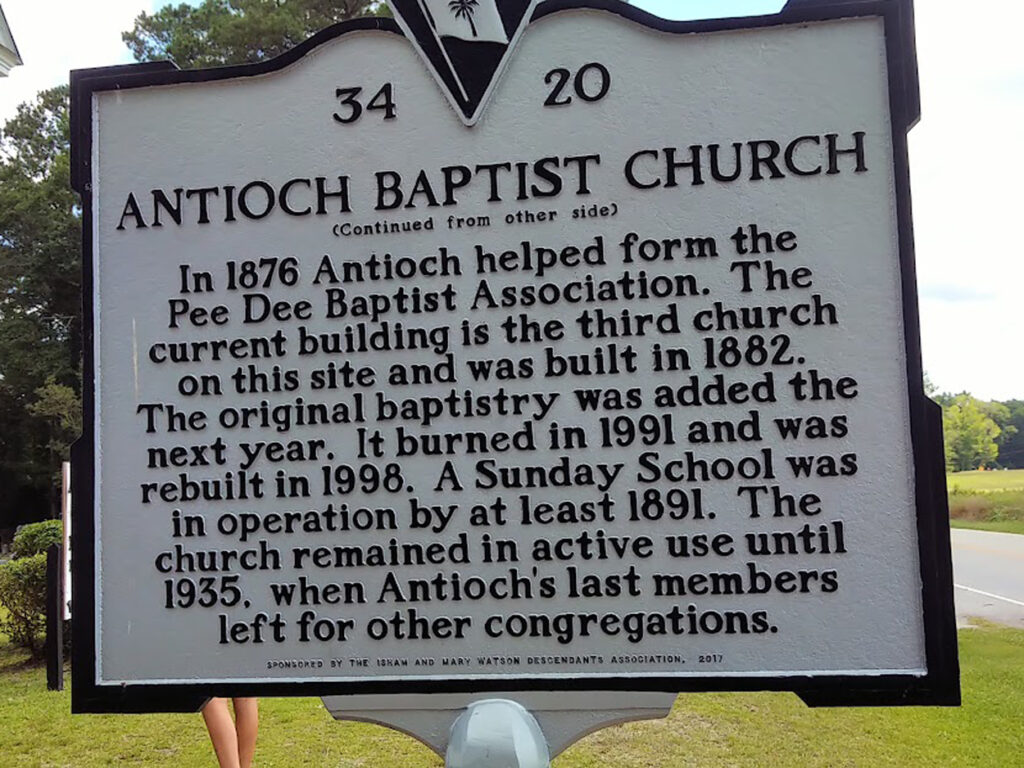 34 20
ANTIOCH BAPTIST CHURCH
(Continued from other side)
In 1876 Antioch helped form the
Pee Dee Baptist Association. The
current building is the third church
on this site and was built in 1882.
The original baptistry was added the
next year. It burned in 1991 and was
rebuilt in 1998. A Sunday School was
in operation by at least 1891. The
church remained in active use until
1935, when Antioch's last members
left for other congregations.
SPONSORED BY THE ISHAM AND MARY WATSON DESCENDANTS ASSOCIATION, 2017